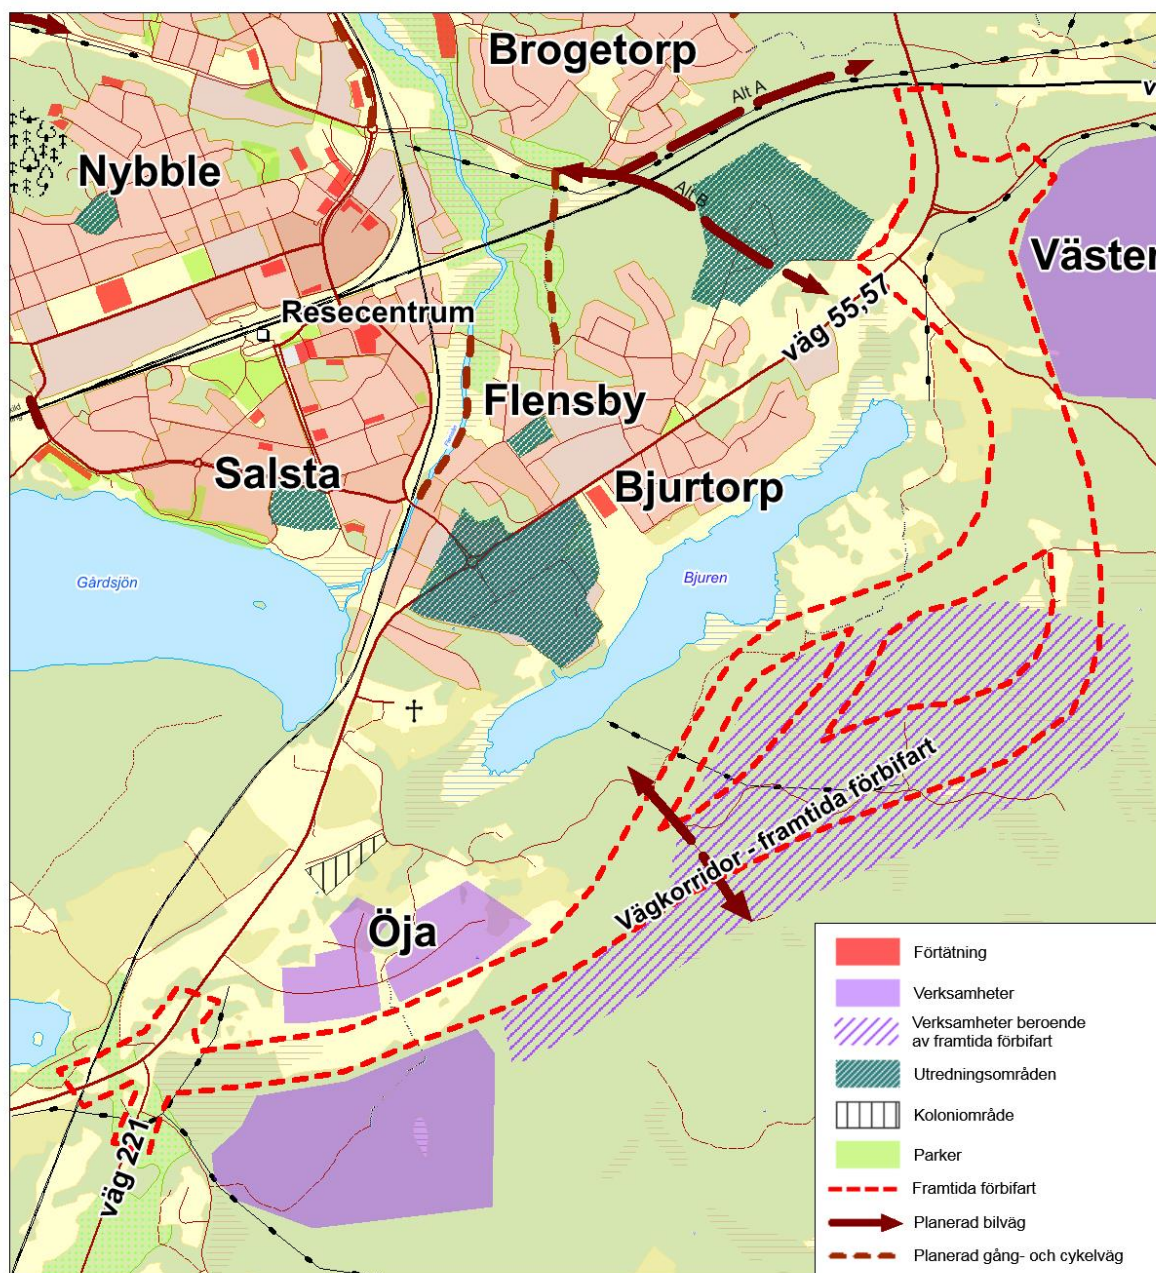 Brogetorp
Alt A
v
Nybble
Alt B
Väster
Resecentrum
väg 55,57
Flensby
Salsta
Bjurtorp
Gårdsjön
Bjuren
Vägkorridor - framtida förbifart
Öja
väg 221
Förtätning
Verksamheter
Verksamheter beroende
av framtida förbifart
Utredningsområden
Koloniområde
Parker
Framtida förbifart
Planerad bilväg
Planerad gång- och cykelväg